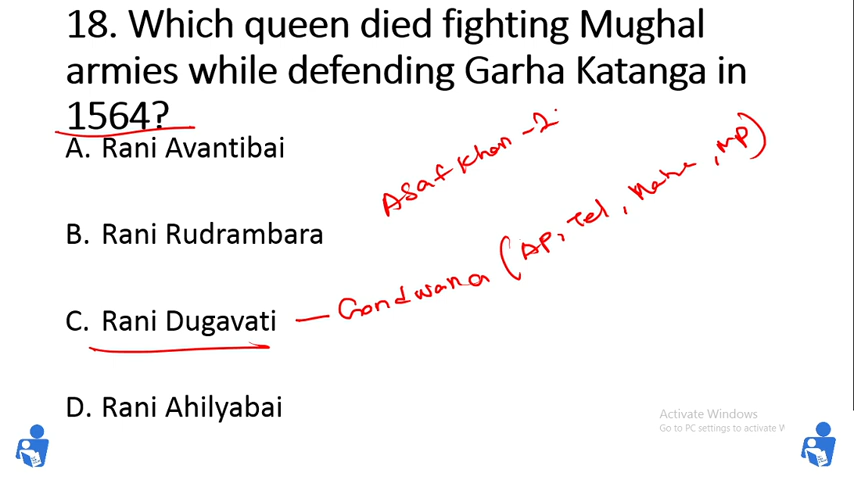 18. Which queen died fighting Mughal
armies while defending Garha Katanga in
1564?
A. Rani Avantibai
Asaf Khan -I
B. Rani Rudrambara
C. Rani Dugavati
— Gondwana (AP, Tel, Maha, MP)
D. Rani Ahilyabai
Activate Windows
Go to PC settings to activate W